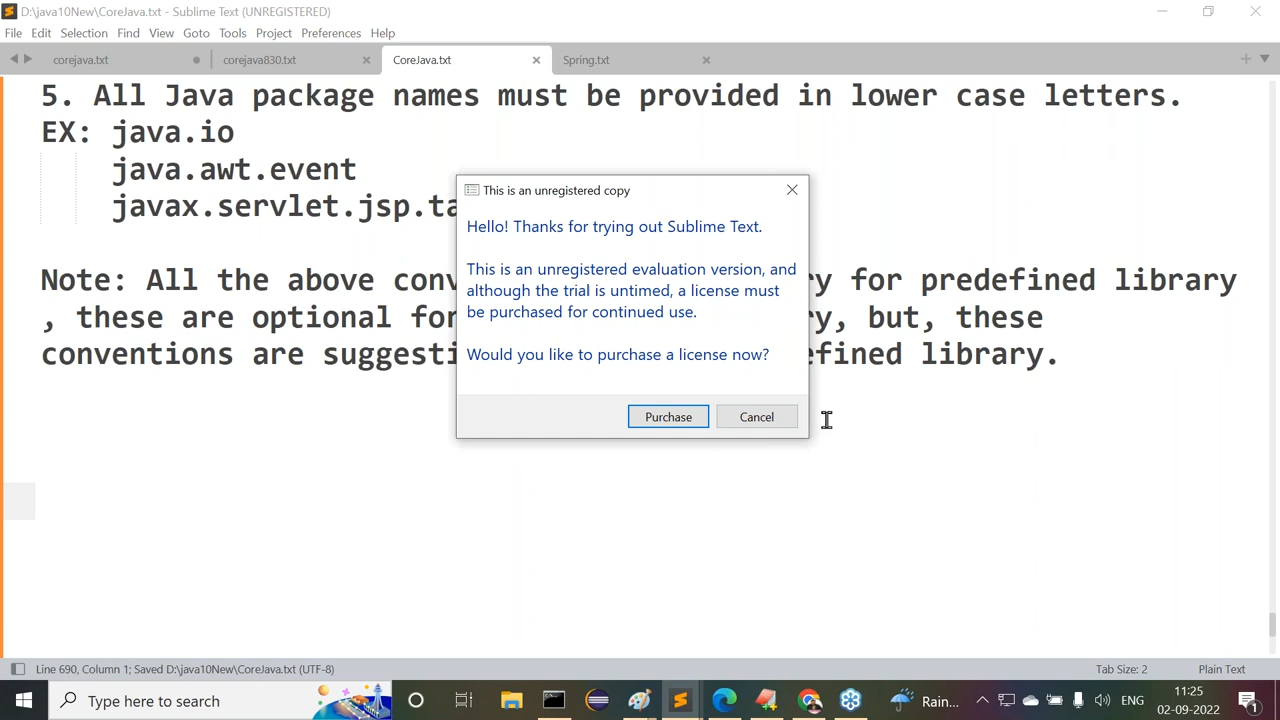 D:\java10New\CoreJava.txt - Sublime Text (UNREGISTERED)
File Edit Selection Find View Goto Tools Project Preferences Help
corejava.txt corejava830.txt CoreJava.txt Spring.txt
5. All Java package names must be provided in lower case letters.
EX: java.io
java.awt.event
javax.servlet.jsp.ta
Note: All the above conv y for predefined library
, these are optional for ry, but, these
conventions are suggesti efined library.
This is an unregistered copy
Hello! Thanks for trying out Sublime Text.
This is an unregistered evaluation version, and
although the trial is untimed, a license must
be purchased for continued use.
Would you like to purchase a license now?
Purchase Cancel
Line 690, Column 1; Saved D:\java10New\CoreJava.txt (UTF-8) Tab Size: 2 Plain Text
Type here to search Rain... ENG 11:25
02-09-2022 1